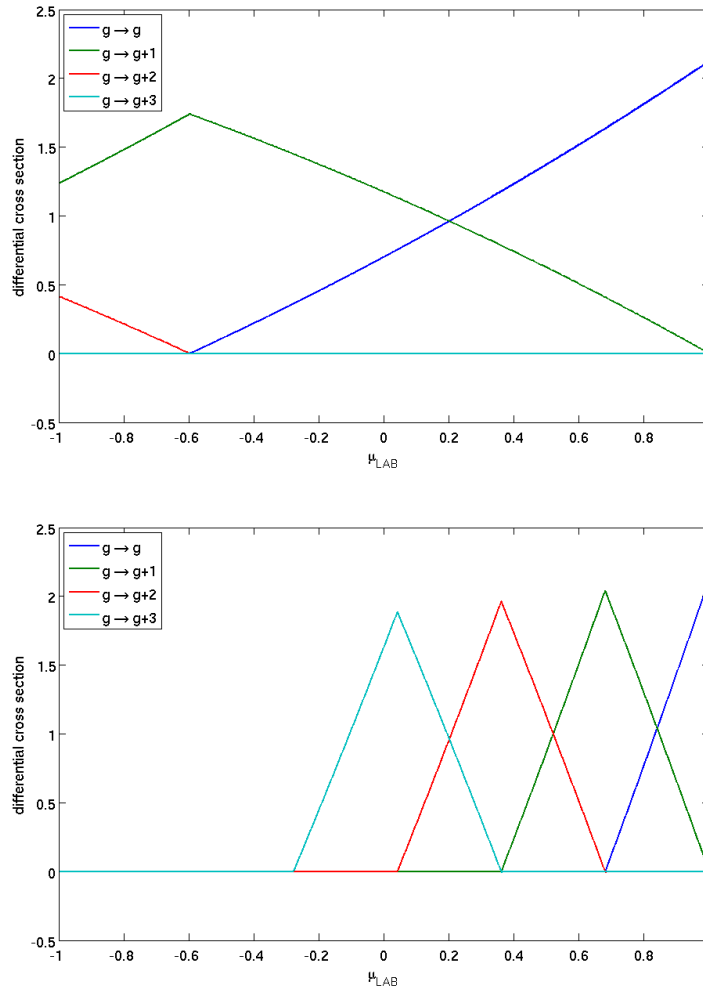 2.5
2
1.5
1
0.5
0
-0.5
differential cross section
g → g
g → g+1
g → g+2
g → g+3
-1 -0.8 -0.6 -0.4 -0.2 0 0.2 0.4 0.6 0.8
μLAB
2.5
2
1.5
1
0.5
0
-0.5
differential cross section
g → g
g → g+1
g → g+2
g → g+3
-1 -0.8 -0.6 -0.4 -0.2 0 0.2 0.4 0.6 0.8
μLAB